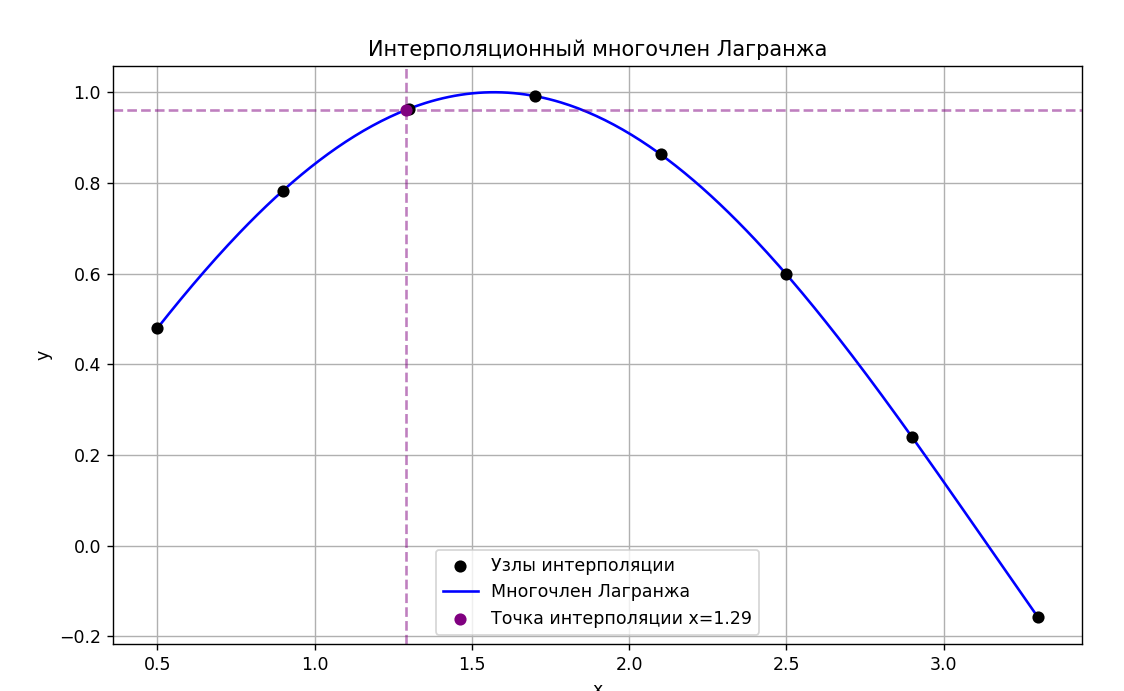 Интерполяционный многочлен Лагранжа
1.0
0.8
0.6
0.4
0.2
0.0
−0.2
y
Узлы интерполяции
Многочлен Лагранжа
Точка интерполяции x=1.29
0.5 1.0 1.5 2.0 2.5 3.0
x